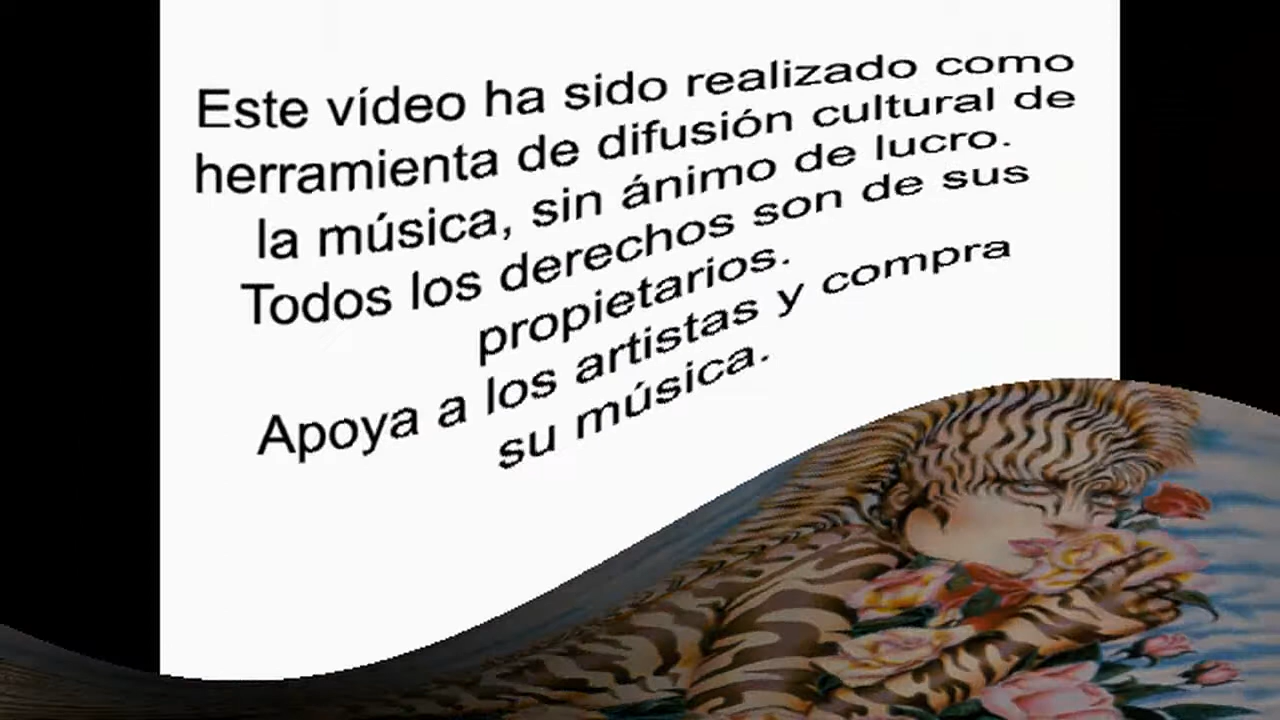 Este vídeo ha sido realizado como
herramienta de difusión cultural de
la música, sin ánimo de lucro.
Todos los derechos son de sus
propietarios.
Apoya a los artistas y compra
su música.